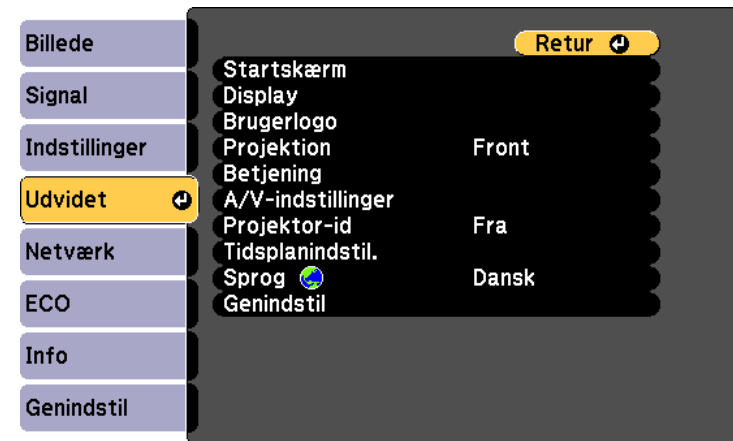 Billede
Signal
Indstillinger
Udvidet
Netværk
ECO
Info
Genindstil
Retur
Startskærm
Display
Brugerlogo
Projektion Front
Betjening
A/V-indstillinger
Projektor-id Fra
Tidsplanindstil.
Sprog Dansk
Genindstil